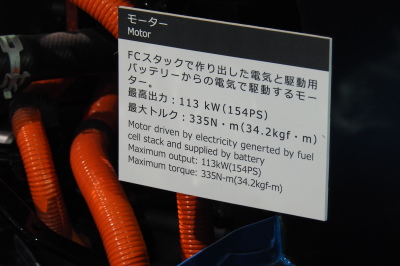 モーター
Motor
FCスタックで作り出した電気と駆動用
バッテリーからの電気で駆動するモー
ター。
最高出力：113 kW(154PS)
最大トルク：335N・m(34.2kgf・m)
Motor driven by electricity generted by fuel
cell stack and supplied by battery
Maximum output: 113kW(154PS)
Maximum torque: 335N-m(34.2kgf-m)